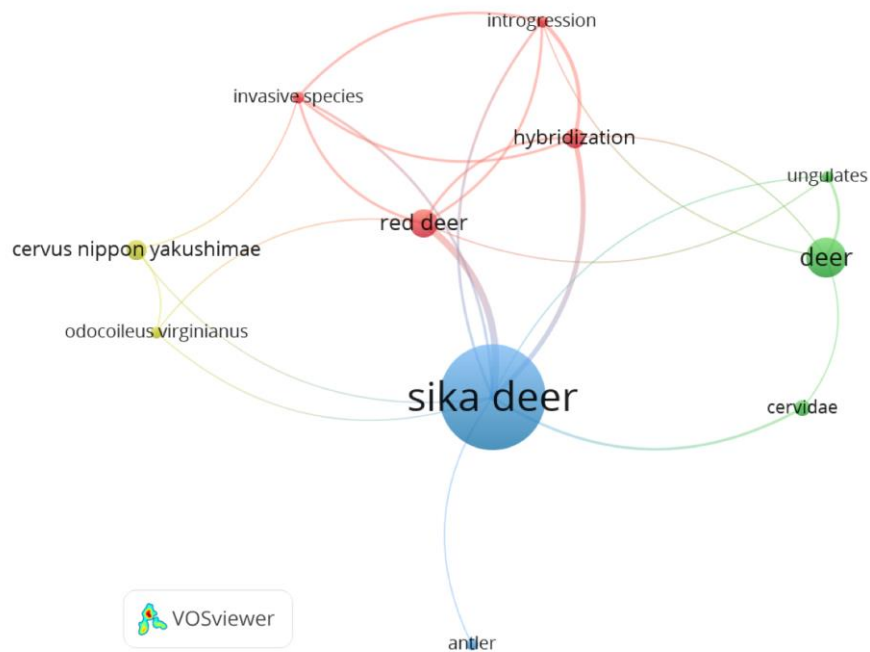 introgression
invasive species
hybridization
ungulates
red deer
cervus nippon yakushimae
deer
odocoileus virginianus
sika deer
cervidae
VOSviewer
antler